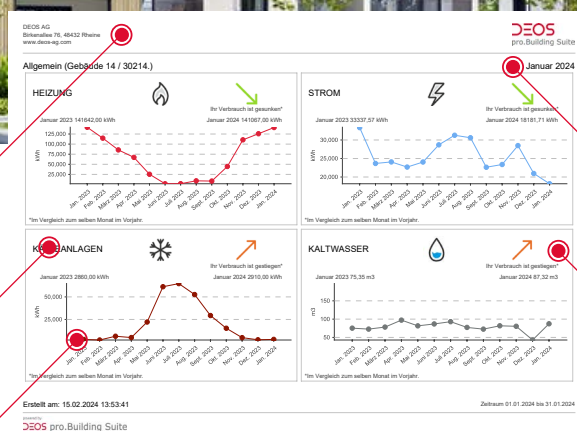 DEOS AG
Birkenallee 76, 48432 Rheine
www.deos-ag.com
DEOS
pro.Building Suite
Allgemein (Gebäude 14 / 30214.)
Januar 2024
HEIZUNG
Ihr Verbrauch ist gesunken*
Januar 2023 141642,00 kWh
Januar 2024 141067,00 kWh
kWh
125,000
100,000
75,000
50,000
25,000
Jan. 2023
Feb. 2023
März 2023
Apr. 2023
Mai 2023
Juni 2023
Juli 2023
Aug. 2023
Sept. 2023
Okt. 2023
Nov. 2023
Dez. 2023
Jan. 2024
*Im Vergleich zum selben Monat im Vorjahr.
STROM
Ihr Verbrauch ist gesunken*
Januar 2023 33337,57 kWh
Januar 2024 18181,71 kWh
kWh
30,000
25,000
20,000
Jan. 2023
Feb. 2023
März 2023
Apr. 2023
Mai 2023
Juni 2023
Juli 2023
Aug. 2023
Sept. 2023
Okt. 2023
Nov. 2023
Dez. 2023
Jan. 2024
*Im Vergleich zum selben Monat im Vorjahr.
K EANLAGEN
Ihr Verbrauch ist gestiegen*
Januar 2023 2860,00 kWh
Januar 2024 2910,00 kWh
kWh
50,000
25,000
Jan. 2023
Feb. 2023
März 2023
Apr. 2023
Mai 2023
Juni 2023
Juli 2023
Aug. 2023
Sept. 2023
Okt. 2023
Nov. 2023
Dez. 2023
Jan. 2024
*Im Vergleich zum selben Monat im Vorjahr.
KALTWASSER
Ihr Verbrauch ist gestiegen*
Januar 2023 75,35 m3
Januar 2024 87,32 m3
m3
150
100
50
Jan. 2023
Feb. 2023
März 2023
Apr. 2023
Mai 2023
Juni 2023
Juli 2023
Aug. 2023
Sept. 2023
Okt. 2023
Nov. 2023
Dez. 2023
Jan. 2024
*Im Vergleich zum selben Monat im Vorjahr.
Erstellt am: 15.02.2024 13:53:41
Zeitraum 01.01.2024 bis 31.01.2024
powered by
DEOS pro.Building Suite